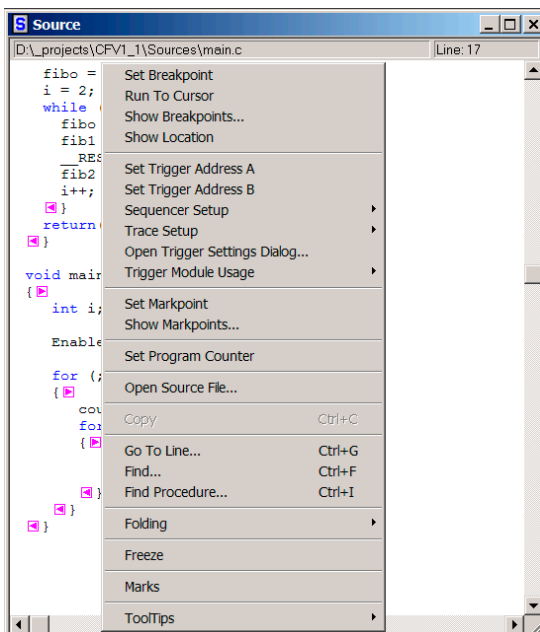 Source
D:\_projects\CFV1_1\Sources\main.c Line: 17
fibo =
i = 2;
while (
fibo
fib1
__RES
fib2
i++;
}
return(
}
void main
{
int i;
Enable
for (;
{
cou
for
{
}
}
}
Set Breakpoint
Run To Cursor
Show Breakpoints...
Show Location
Set Trigger Address A
Set Trigger Address B
Sequencer Setup
Trace Setup
Open Trigger Settings Dialog...
Trigger Module Usage
Set Markpoint
Show Markpoints...
Set Program Counter
Open Source File...
Copy Ctrl+C
Go To Line... Ctrl+G
Find... Ctrl+F
Find Procedure... Ctrl+I
Folding
Freeze
Marks
ToolTips